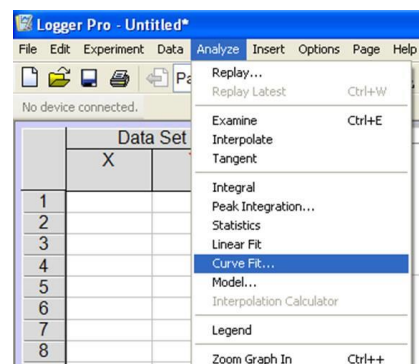 Logger Pro - Untitled*
File Edit Experiment Data Analyze Insert Options Page Help
Replay...
Replay Latest Ctrl+W
No device connected.
Examine Ctrl+E
Interpolate
Tangent
Integral
Peak Integration...
Statistics
Linear Fit
Curve Fit...
Model...
Interpolation Calculator
Legend
Zoom Graph In Ctrl++
Data Set
X
1
2
3
4
5
6
7
8